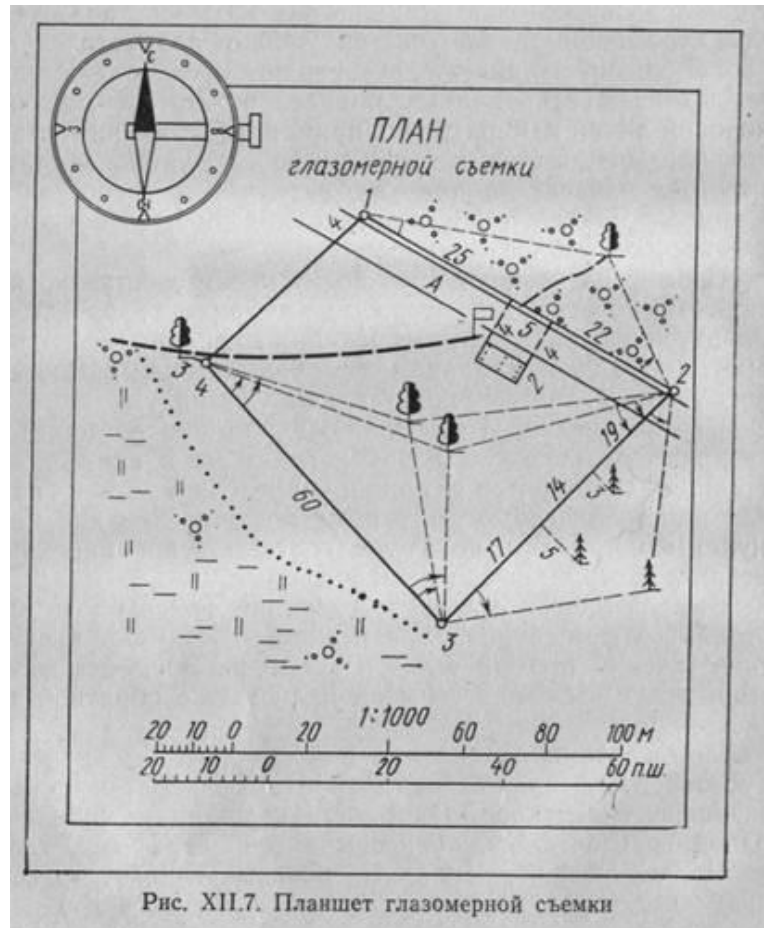 С
З
В
Ю
ПЛАН
глазомерной съемки
1
4
25
А
4
5
4
22
2
2
3
4
19
14
3
60
17
5
3
1:1000
20 10 0 20 60 80 100 м
20 10 0 20 40 60 п.ш.
Рис. XII.7. Планшет глазомерной съемки